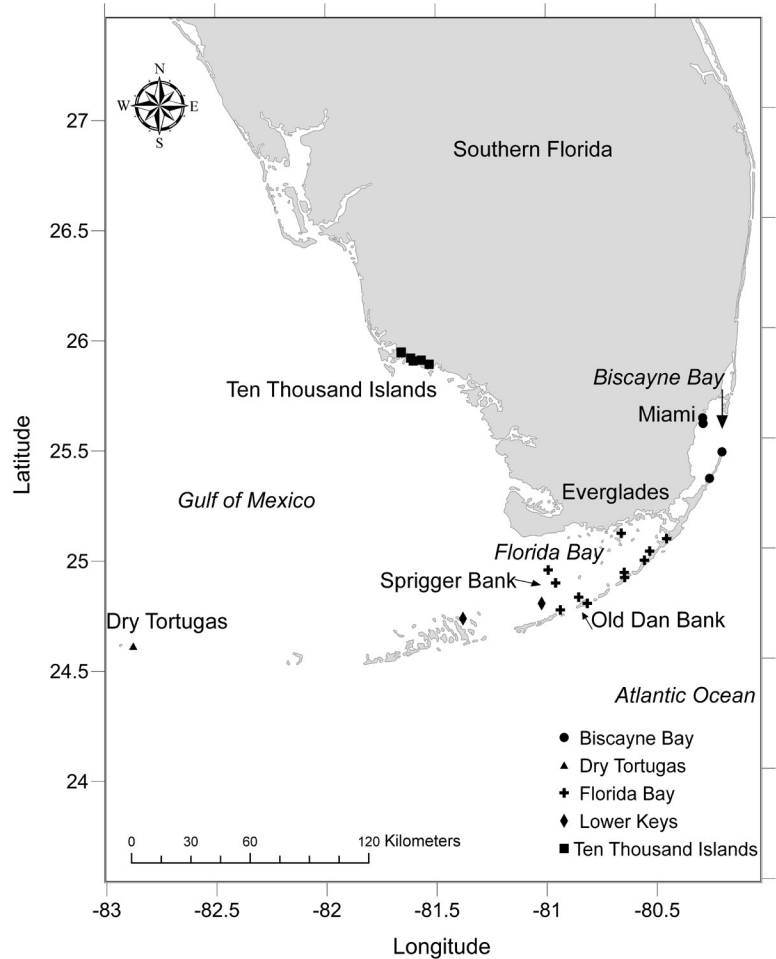 N
W E
S
27
Southern Florida
26.5
26
Ten Thousand Islands
Biscayne Bay
Miami
25.5
Latitude
Gulf of Mexico
Everglades
25
Florida Bay
Sprigger Bank
Dry Tortugas
Old Dan Bank
24.5
Atlantic Ocean
Biscayne Bay
Dry Tortugas
24
Florida Bay
Lower Keys
Ten Thousand Islands
0 30 60 120 Kilometers
-83 -82.5 -82 -81.5 -81 -80.5
Longitude